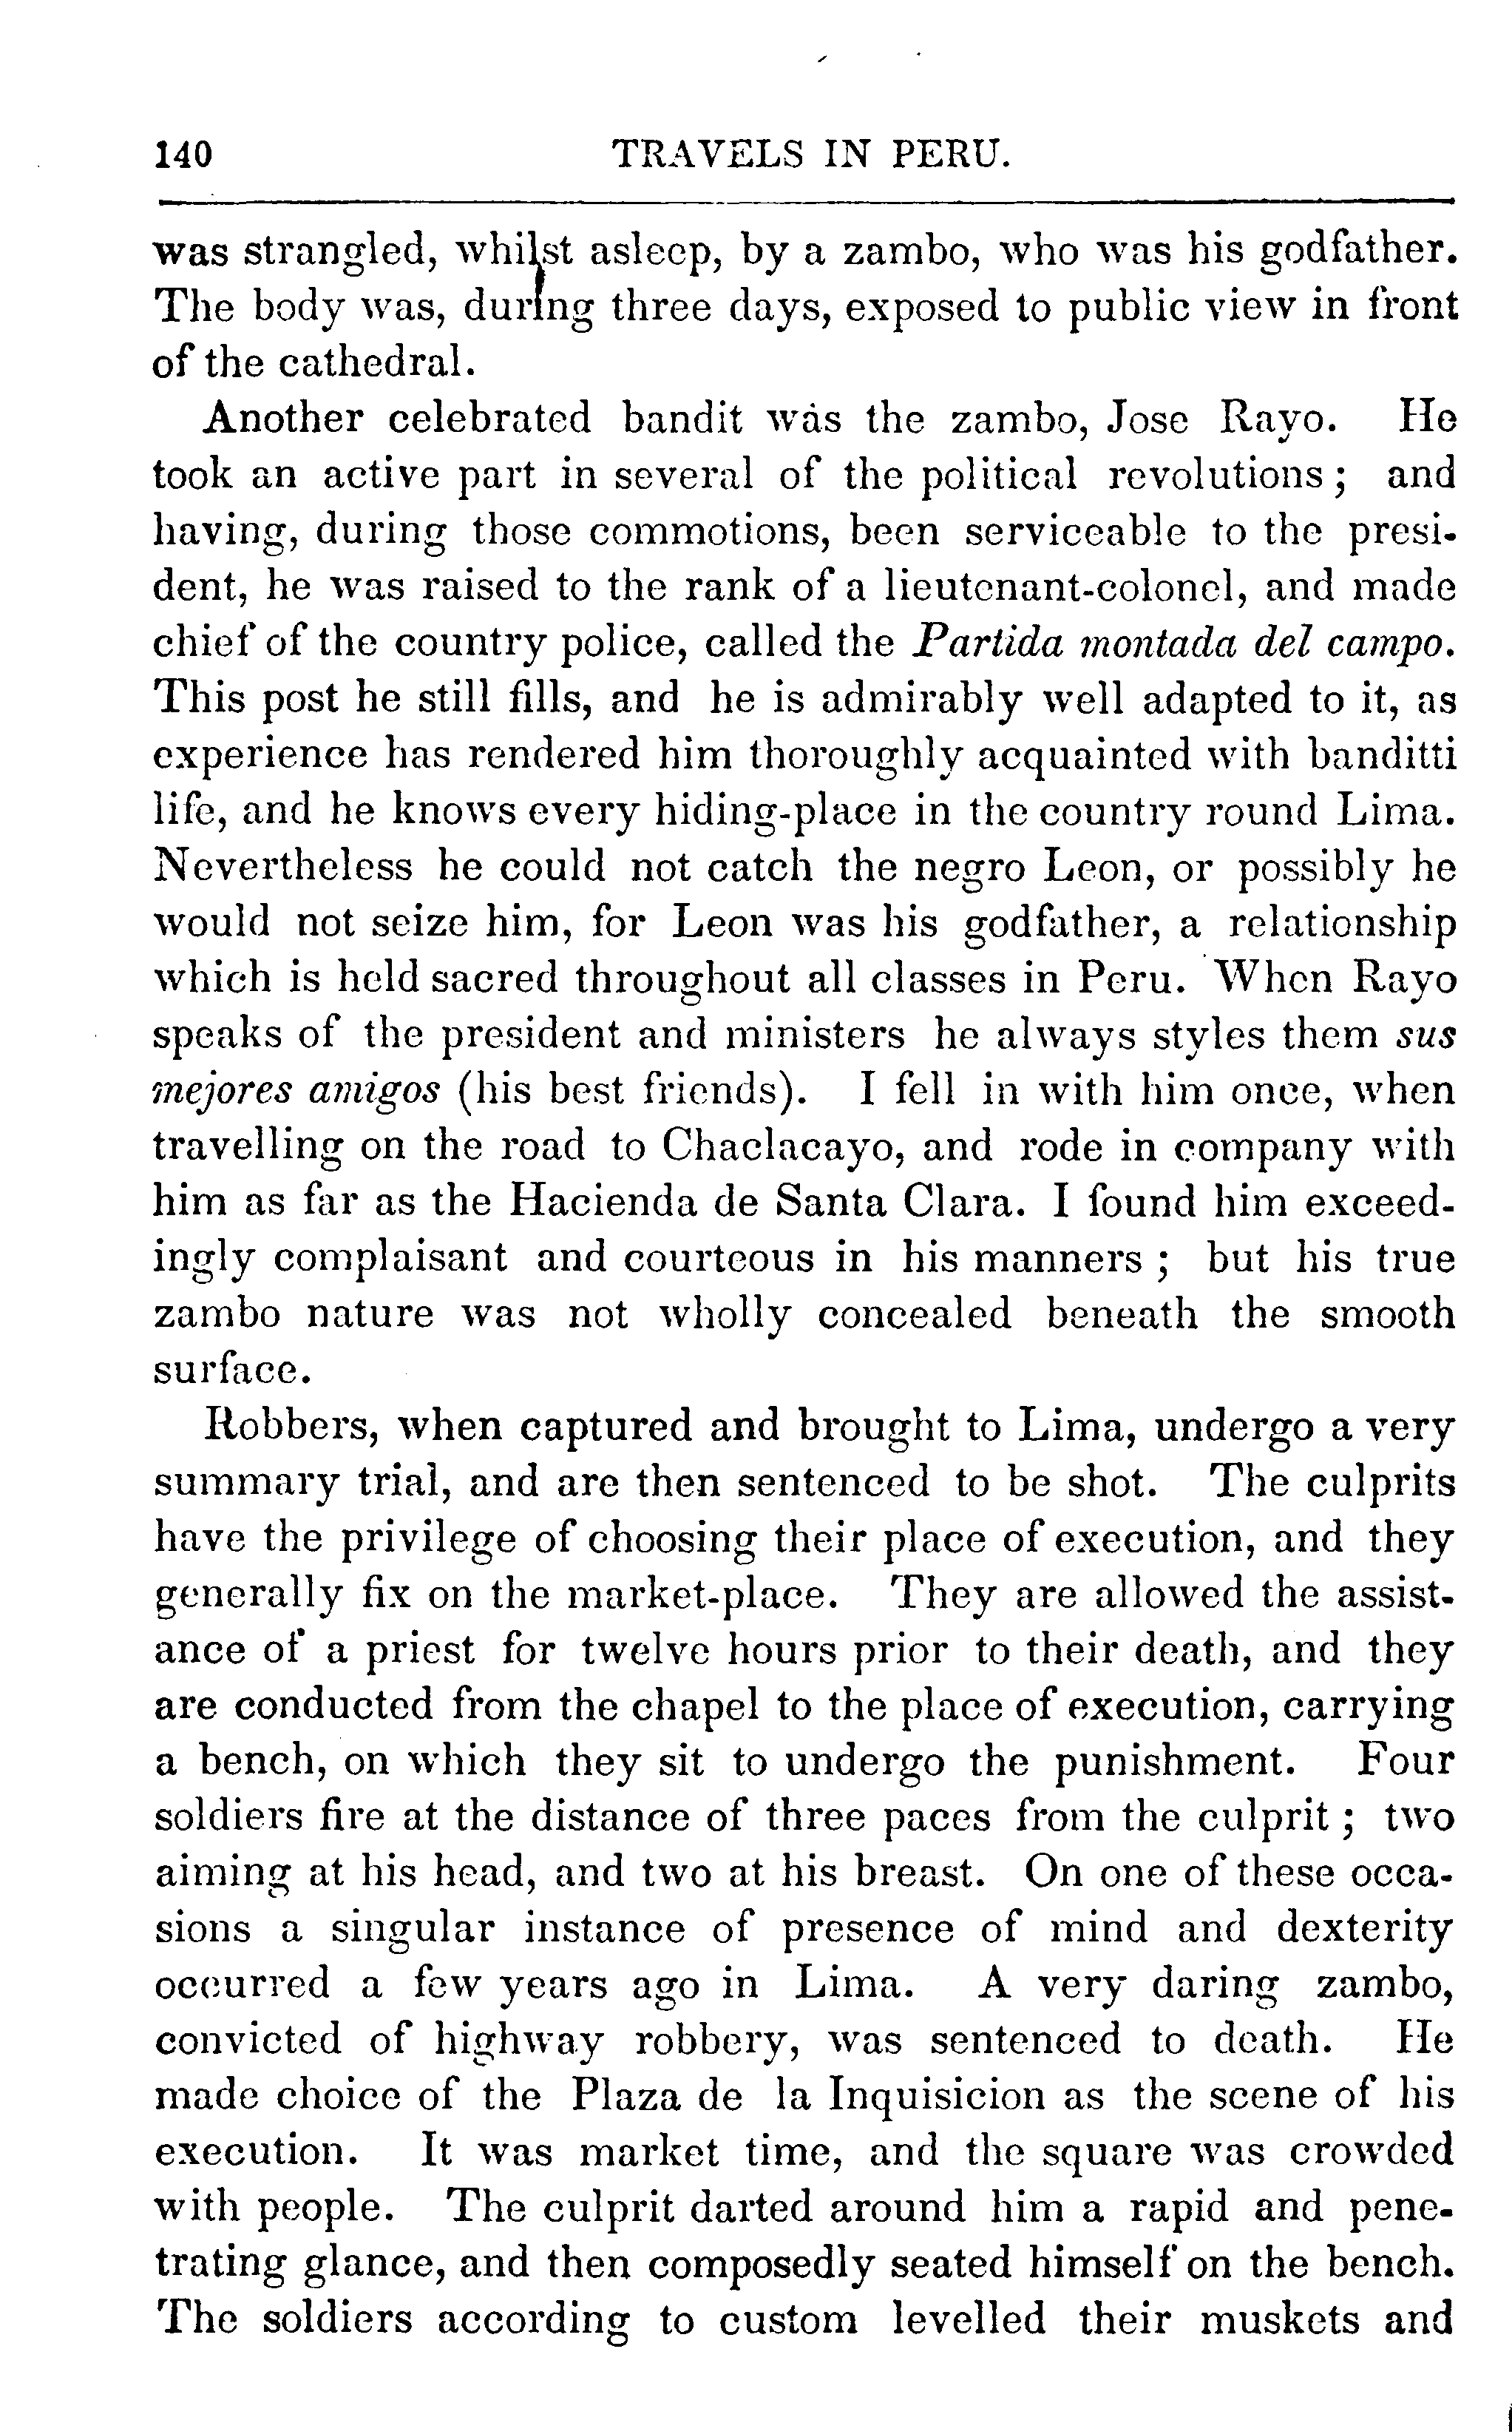 140 TRAVELS IN PERU.
was strangled, whilst asleep, by a zambo, who was his godfather.
The body was, during three days, exposed to public view in front
of the cathedral.
Another celebrated bandit was the zambo, Jose Rayo. He
took an active part in several of the political revolutions; and
having, during those commotions, been serviceable to the presi-
dent, he was raised to the rank of a lieutenant-colonel, and made
chief of the country police, called the Partida montada del campo.
This post he still fills, and he is admirably well adapted to it, as
experience has rendered him thoroughly acquainted with banditti
life, and he knows every hiding-place in the country round Lima.
Nevertheless he could not catch the negro Leon, or possibly he
would not seize him, for Leon was his godfather, a relationship
which is held sacred throughout all classes in Peru. When Rayo
speaks of the president and ministers he always styles them sus
mejores amigos (his best friends). I fell in with him once, when
travelling on the road to Chaclacayo, and rode in company with
him as far as the Hacienda de Santa Clara. I found him exceed-
ingly complaisant and courteous in his manners; but his true
zambo nature was not wholly concealed beneath the smooth
surface.
Robbers, when captured and brought to Lima, undergo a very
summary trial, and are then sentenced to be shot. The culprits
have the privilege of choosing their place of execution, and they
generally fix on the market-place. They are allowed the assist-
ance of a priest for twelve hours prior to their death, and they
are conducted from the chapel to the place of execution, carrying
a bench, on which they sit to undergo the punishment. Four
soldiers fire at the distance of three paces from the culprit; two
aiming at his head, and two at his breast. On one of these occa-
sions a singular instance of presence of mind and dexterity
occurred a few years ago in Lima. A very daring zambo,
convicted of highway robbery, was sentenced to death. He
made choice of the Plaza de la Inquisicion as the scene of his
execution. It was market time, and the square was crowded
with people. The culprit darted around him a rapid and pene-
trating glance, and then composedly seated himself on the bench.
The soldiers according to custom levelled their muskets and